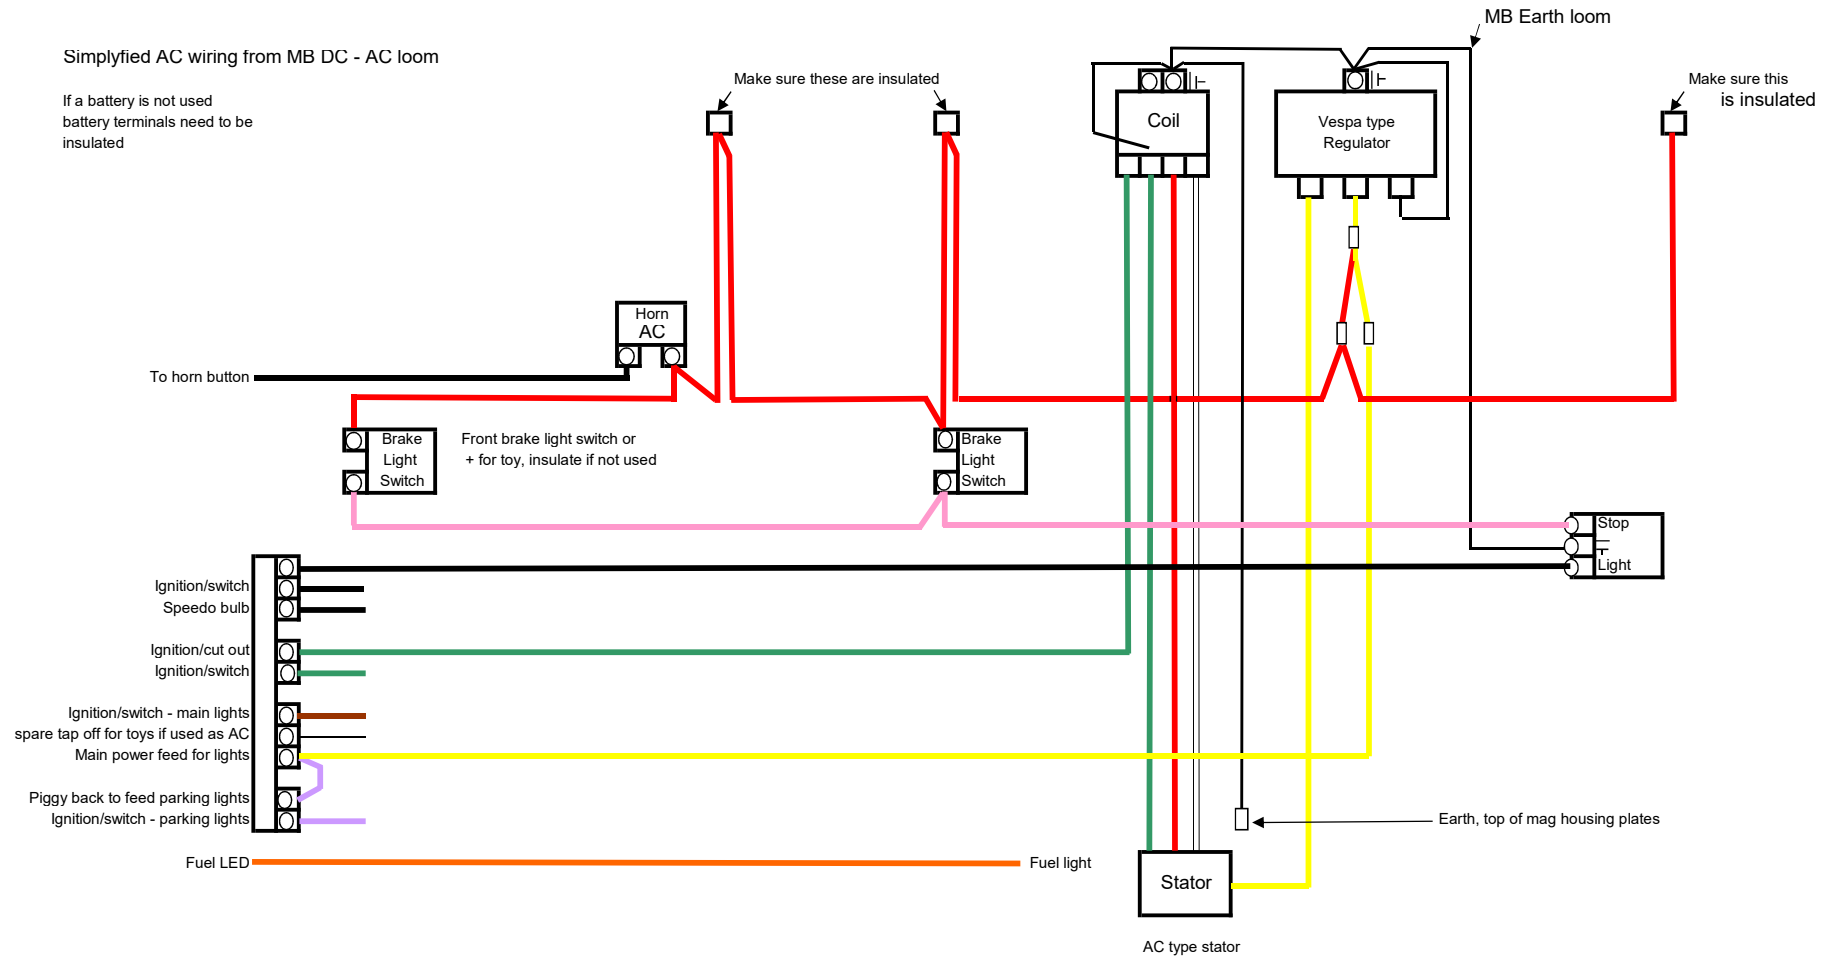 MB Earth loom
Simplyfied AC wiring from MB DC - AC loom
If a battery is not used
battery terminals need to be
insulated
Make sure these are insulated
Make sure this
is insulated
Coil
Vespa type
Regulator
Horn
AC
To horn button
Brake
Light
Switch
Front brake light switch or
+ for toy, insulate if not used
Brake
Light
Switch
Stop
Light
Ignition/switch
Speedo bulb
Ignition/cut out
Ignition/switch
Ignition/switch - main lights
spare tap off for toys if used as AC
Main power feed for lights
Piggy back to feed parking lights
Ignition/switch - parking lights
Earth, top of mag housing plates
Fuel LED
Fuel light
Stator
AC type stator